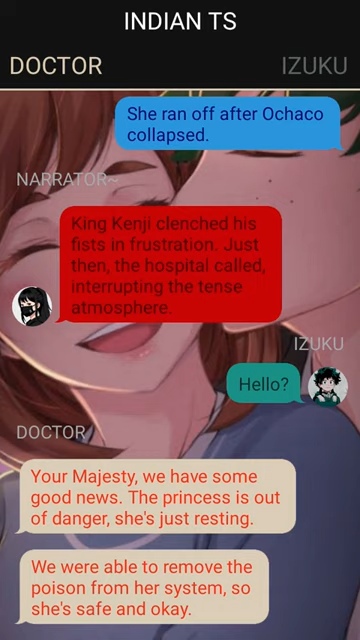 INDIAN TS
DOCTOR
IZUKU
She ran off after Ochaco
collapsed.
NARRATOR~
King Kenji clenched his
fists in frustration. Just
then, the hospital called,
interrupting the tense
atmosphere.
IZUKU
Hello?
DOCTOR
Your Majesty, we have some
good news. The princess is out
of danger, she's just resting.
We were able to remove the
poison from her system, so
she's safe and okay.